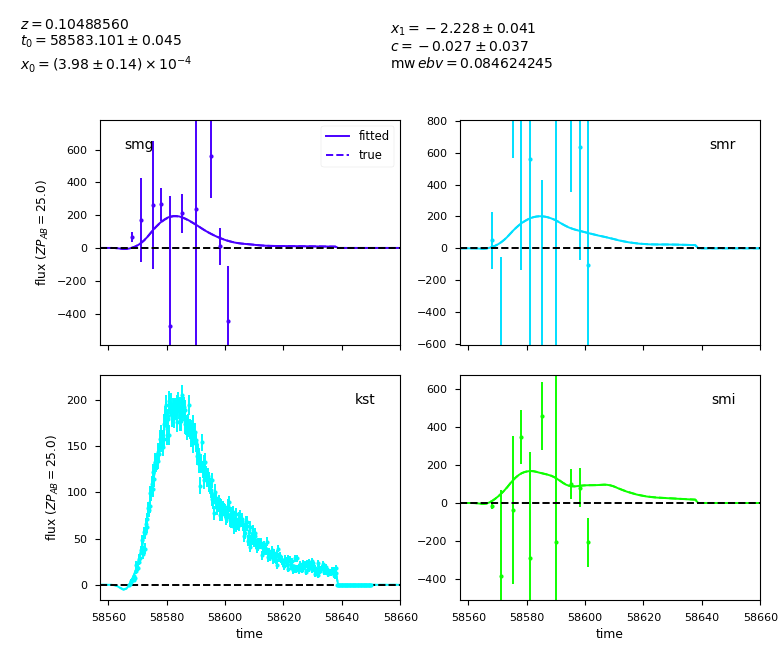 z = 0.10488560
t0 = 58583.101 ± 0.045
x0 = (3.98 ± 0.14) × 10^−4
x1 = −2.228 ± 0.041
c = −0.027 ± 0.037
mw ebv = 0.084624245
smg
fitted
true
flux (ZP_AB = 25.0)
600
400
200
0
−200
−400
smr
800
600
400
200
0
−200
−400
−600
kst
flux (ZP_AB = 25.0)
200
150
100
50
0
58560 58580 58600 58620 58640 58660
time
smi
600
400
200
0
−200
−400
58560 58580 58600 58620 58640 58660
time